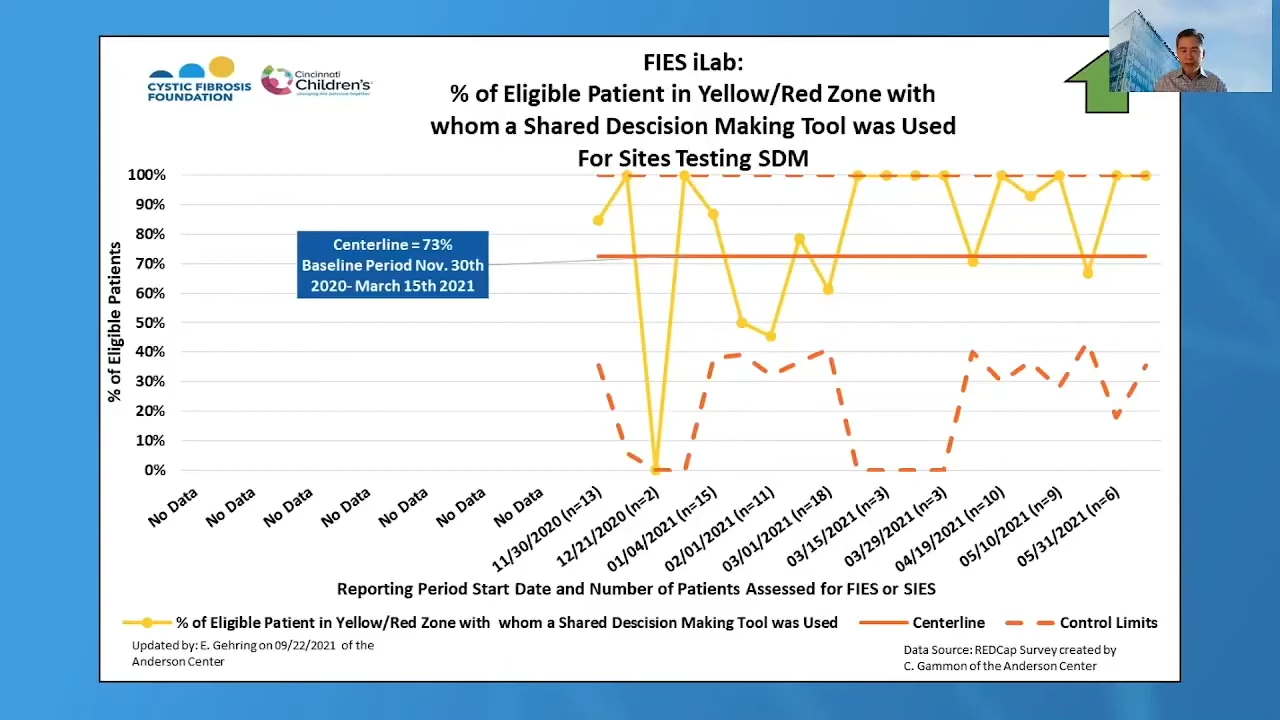 FIES iLab:
% of Eligible Patient in Yellow/Red Zone with
whom a Shared Descision Making Tool was Used
For Sites Testing SDM
CYSTIC FIBROSIS
FOUNDATION
Cincinnati
Children's
% of Eligible Patients
100%
90%
80%
70%
60%
50%
40%
30%
20%
10%
0%
Centerline = 73%
Baseline Period Nov. 30th
2020- March 15th 2021
No Data
No Data
No Data
No Data
No Data
No Data
No Data
11/30/2020 (n=13)
12/21/2020 (n=2)
01/04/2021 (n=15)
02/01/2021 (n=11)
03/01/2021 (n=18)
03/15/2021 (n=3)
03/29/2021 (n=3)
04/19/2021 (n=10)
05/10/2021 (n=9)
05/31/2021 (n=6)
Reporting Period Start Date and Number of Patients Assessed for FIES or SIES
% of Eligible Patient in Yellow/Red Zone with whom a Shared Descision Making Tool was Used
Centerline
Control Limits
Updated by: E. Gehring on 09/22/2021 of the
Anderson Center
Data Source: REDCap Survey created by
C. Gammon of the Anderson Center